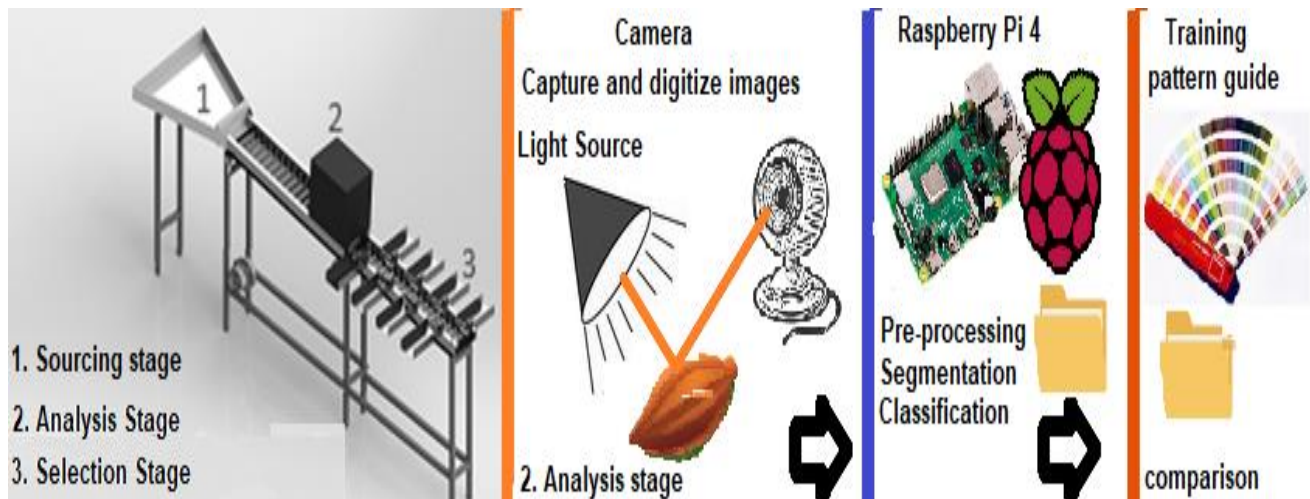 1
2
3
1. Sourcing stage
2. Analysis Stage
3. Selection Stage
Camera
Capture and digitize images
Light Source
2. Analysis stage
Raspberry Pi 4
Pre-processing
Segmentation
Classification
Training
pattern guide
comparison